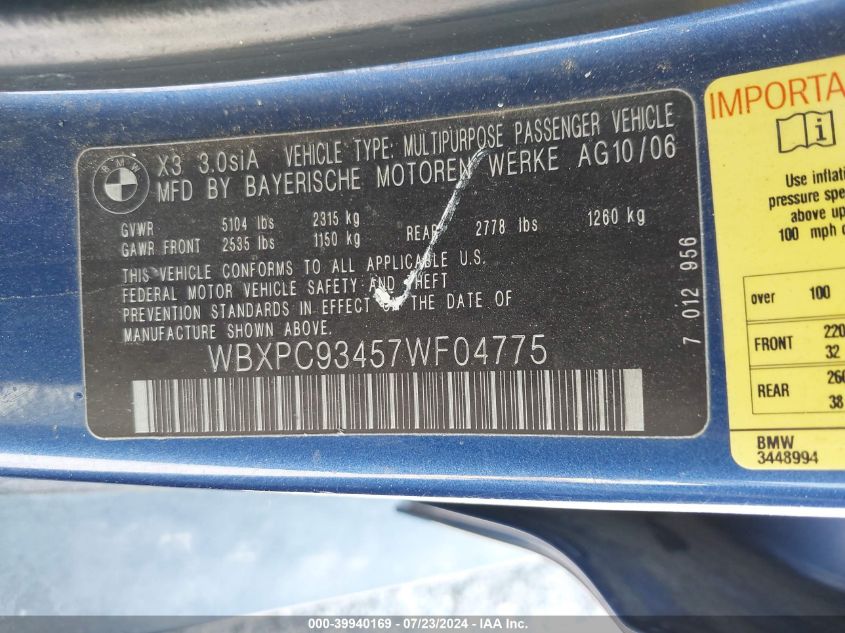 BMW
X3 3.0siA VEHICLE TYPE: MULTIPURPOSE PASSENGER VEHICLE
MFD BY BAYERISCHE MOTOREN WERKE AG10/06
GVWR 5104 lbs 2315 kg
GAWR FRONT 2535 lbs 1150 kg REAR 2778 lbs 1260 kg
THIS VEHICLE CONFORMS TO ALL APPLICABLE U.S.
FEDERAL MOTOR VEHICLE SAFETY AND THEFT
PREVENTION STANDARDS IN EFFECT ON THE DATE OF
MANUFACTURE SHOWN ABOVE.
WBXPC93457WF04775
7 012 956
IMPORTA
i
Use inflat
pressure spe
above up
100 mph o
over 100
FRONT 220
32
REAR 260
38
BMW
3448994
000-39940169 / 07/23/2024 - IAA Inc.